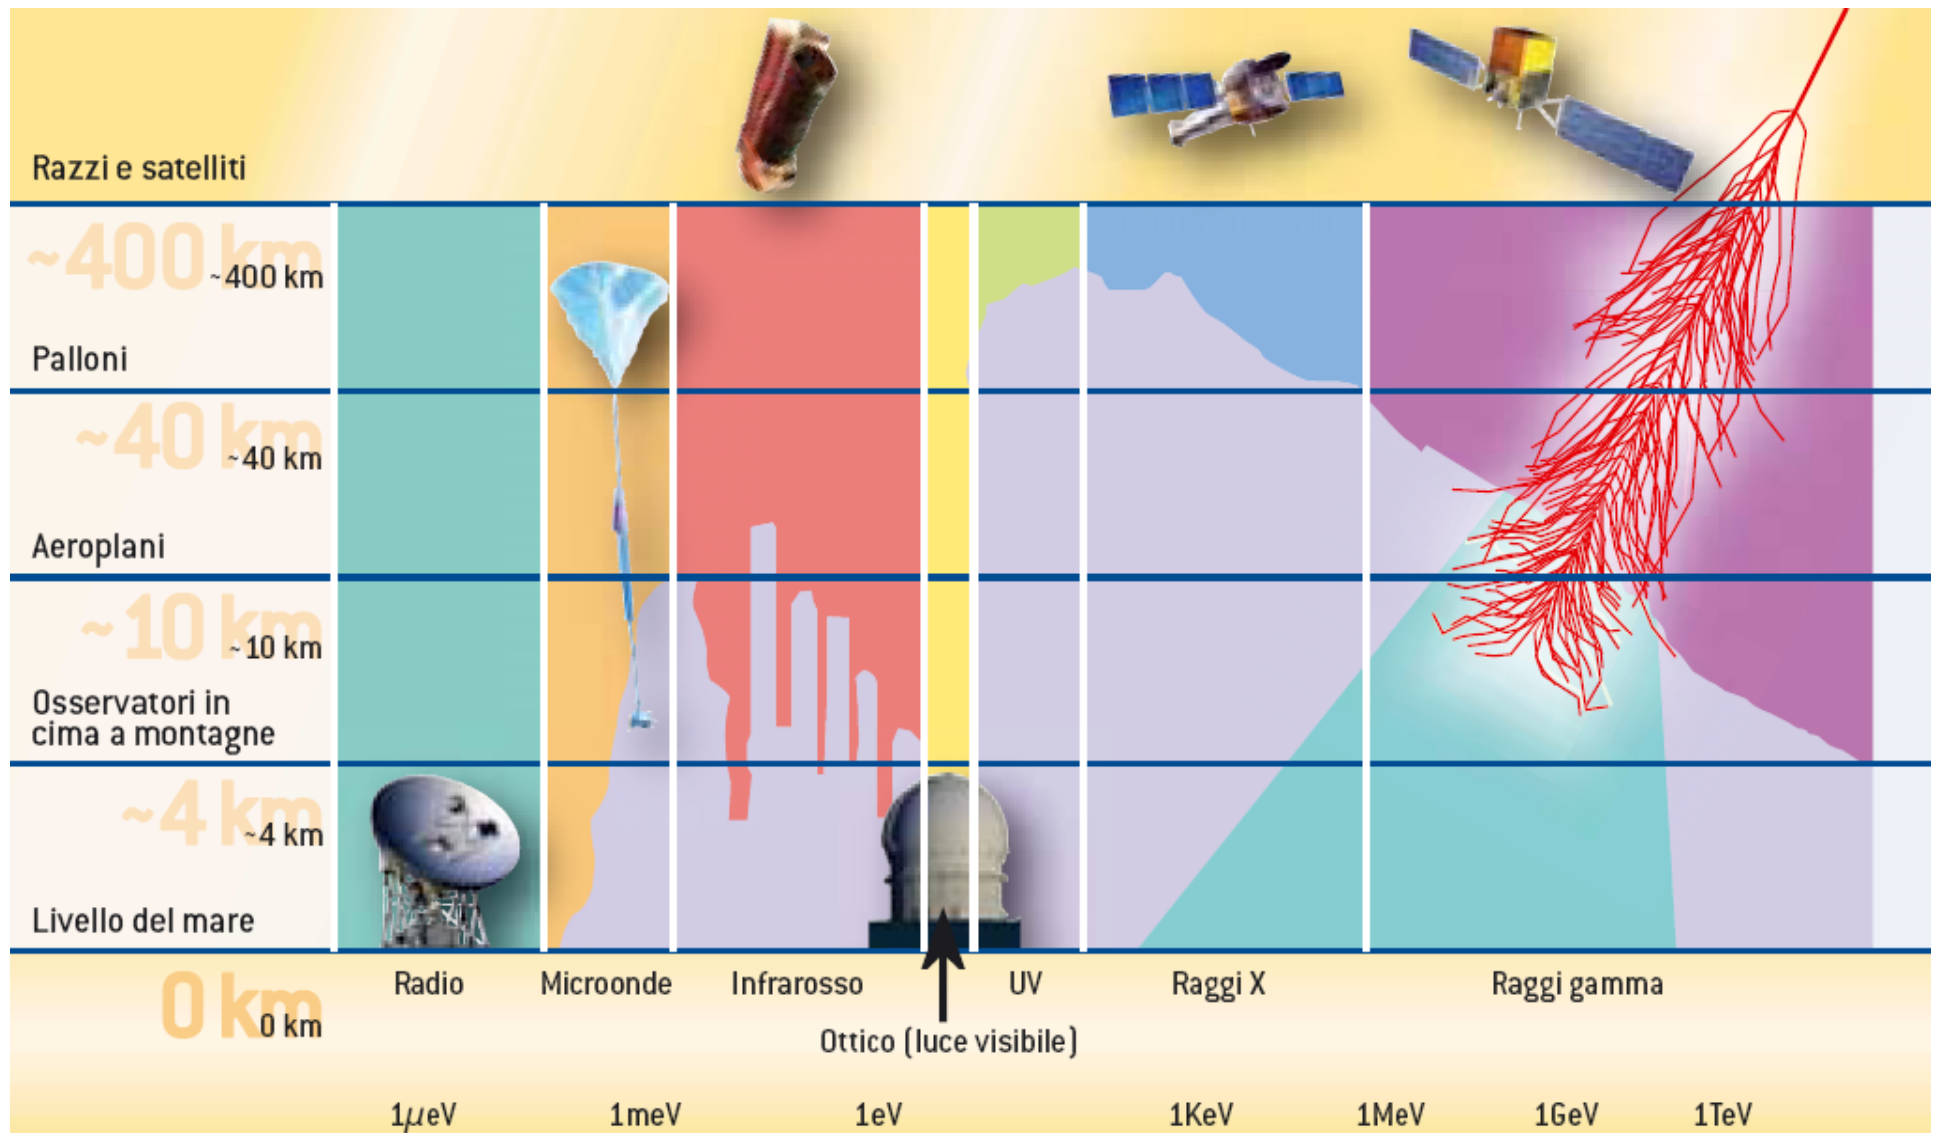 Razzi e satelliti
~400 km
~400 km
Palloni
~40 km
~40 km
Aeroplani
~10 km
~10 km
Osservatori in
cima a montagne
~4 km
~4 km
Livello del mare
0 km
0 km
Radio
Microonde
Infrarosso
UV
Raggi X
Raggi gamma
Ottico (luce visibile)
1μeV
1meV
1eV
1KeV
1MeV
1GeV
1TeV